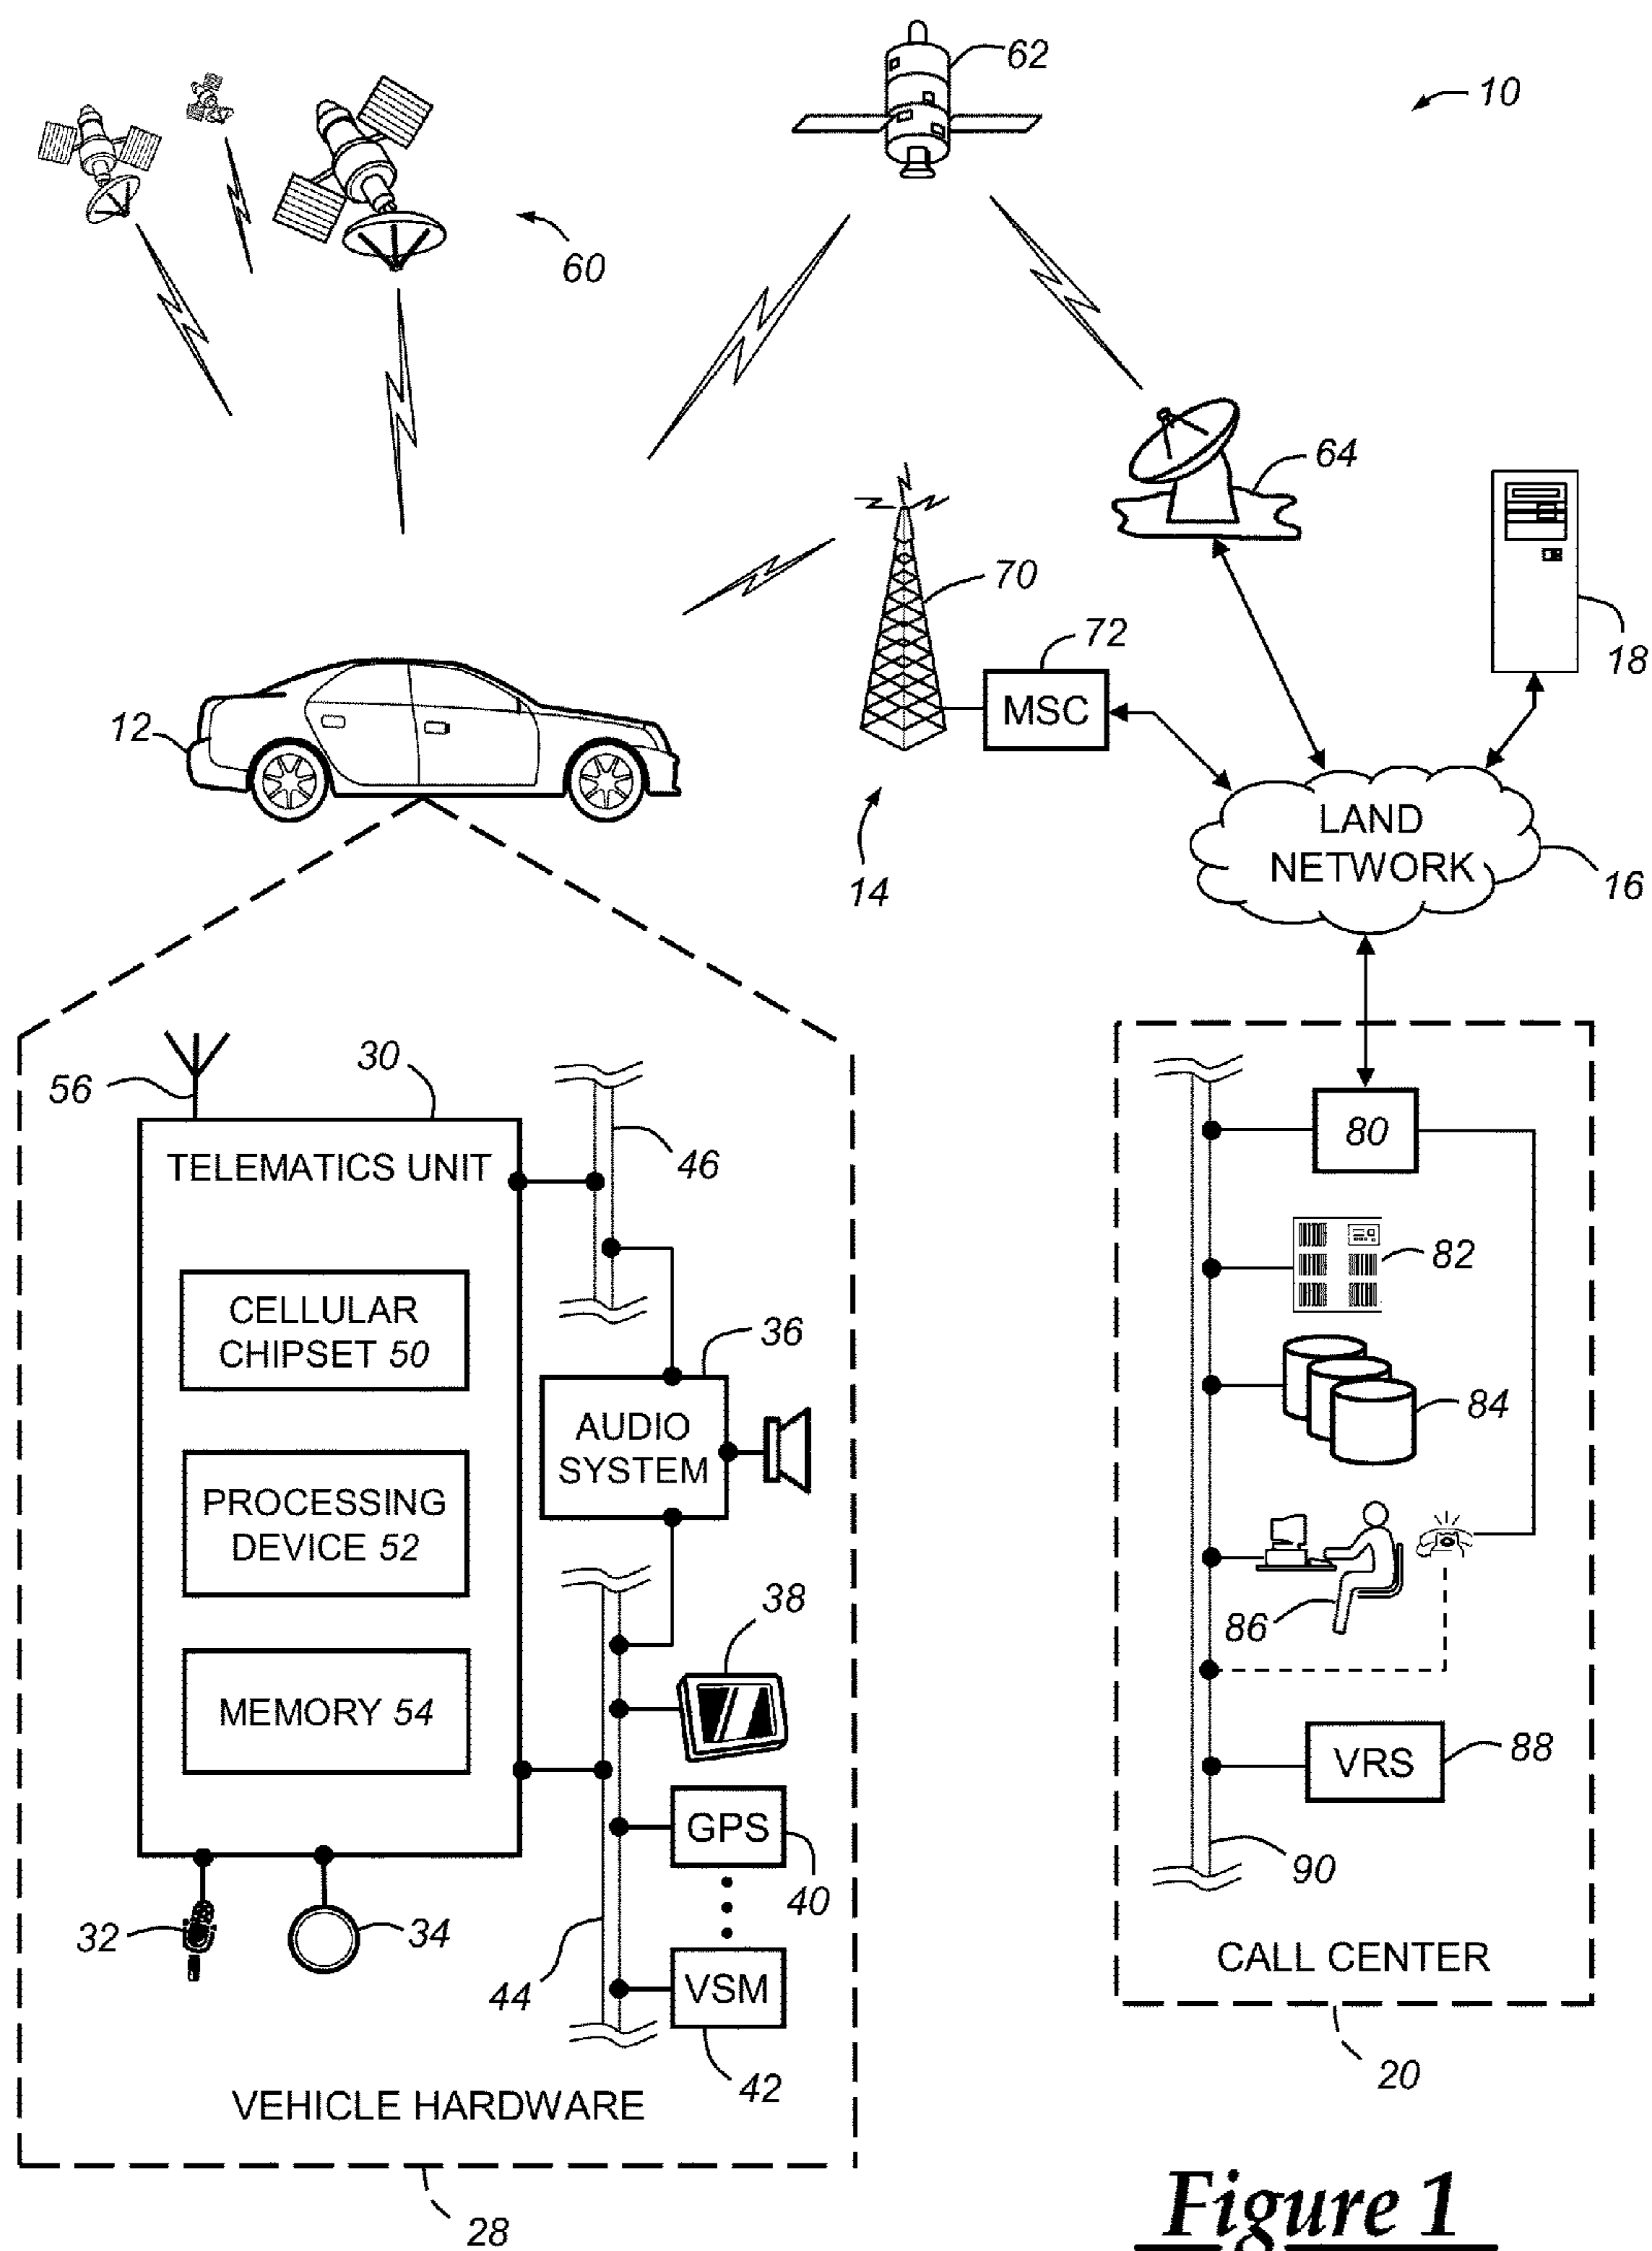 62
10
60
64
18
70
72
MSC
12
14
LAND
NETWORK
16
56
30
TELEMATICS UNIT
46
CELLULAR
CHIPSET 50
36
AUDIO
SYSTEM
PROCESSING
DEVICE 52
38
MEMORY 54
GPS
40
32
34
44
VSM
42
VEHICLE HARDWARE
28
80
82
84
86
VRS
88
90
CALL CENTER
20
Figure 1